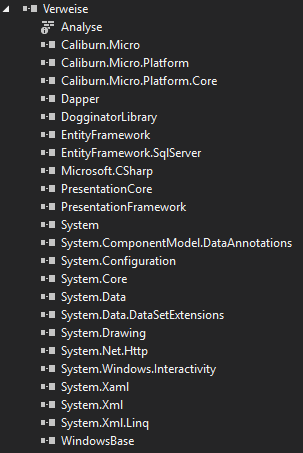 Verweise
Analyse
Caliburn.Micro
Caliburn.Micro.Platform
Caliburn.Micro.Platform.Core
Dapper
DogginatorLibrary
EntityFramework
EntityFramework.SqlServer
Microsoft.CSharp
PresentationCore
PresentationFramework
System
System.ComponentModel.DataAnnotations
System.Configuration
System.Core
System.Data
System.Data.DataSetExtensions
System.Drawing
System.Net.Http
System.Windows.Interactivity
System.Xaml
System.Xml
System.Xml.Linq
WindowsBase